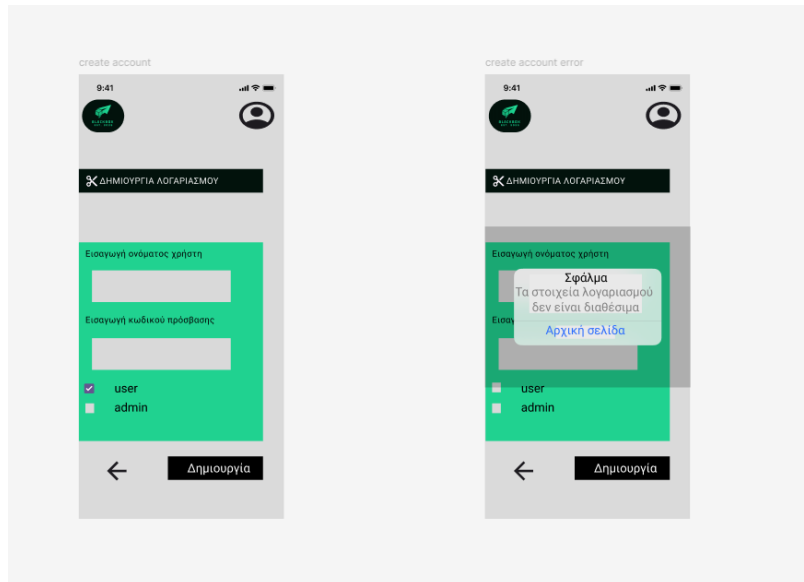 create account
9:41
ΔΗΜΙΟΥΡΓΙΑ ΛΟΓΑΡΙΑΣΜΟΥ
Εισαγωγή ονόματος χρήστη
Εισαγωγή κωδικού πρόσβασης
user
admin
Δημιουργία
create account error
9:41
ΔΗΜΙΟΥΡΓΙΑ ΛΟΓΑΡΙΑΣΜΟΥ
Εισαγωγή ονόματος χρήστη
Σφάλμα
Τα στοιχεία λογαριασμού
δεν είναι διαθέσιμα
Αρχική σελίδα
user
admin
Δημιουργία